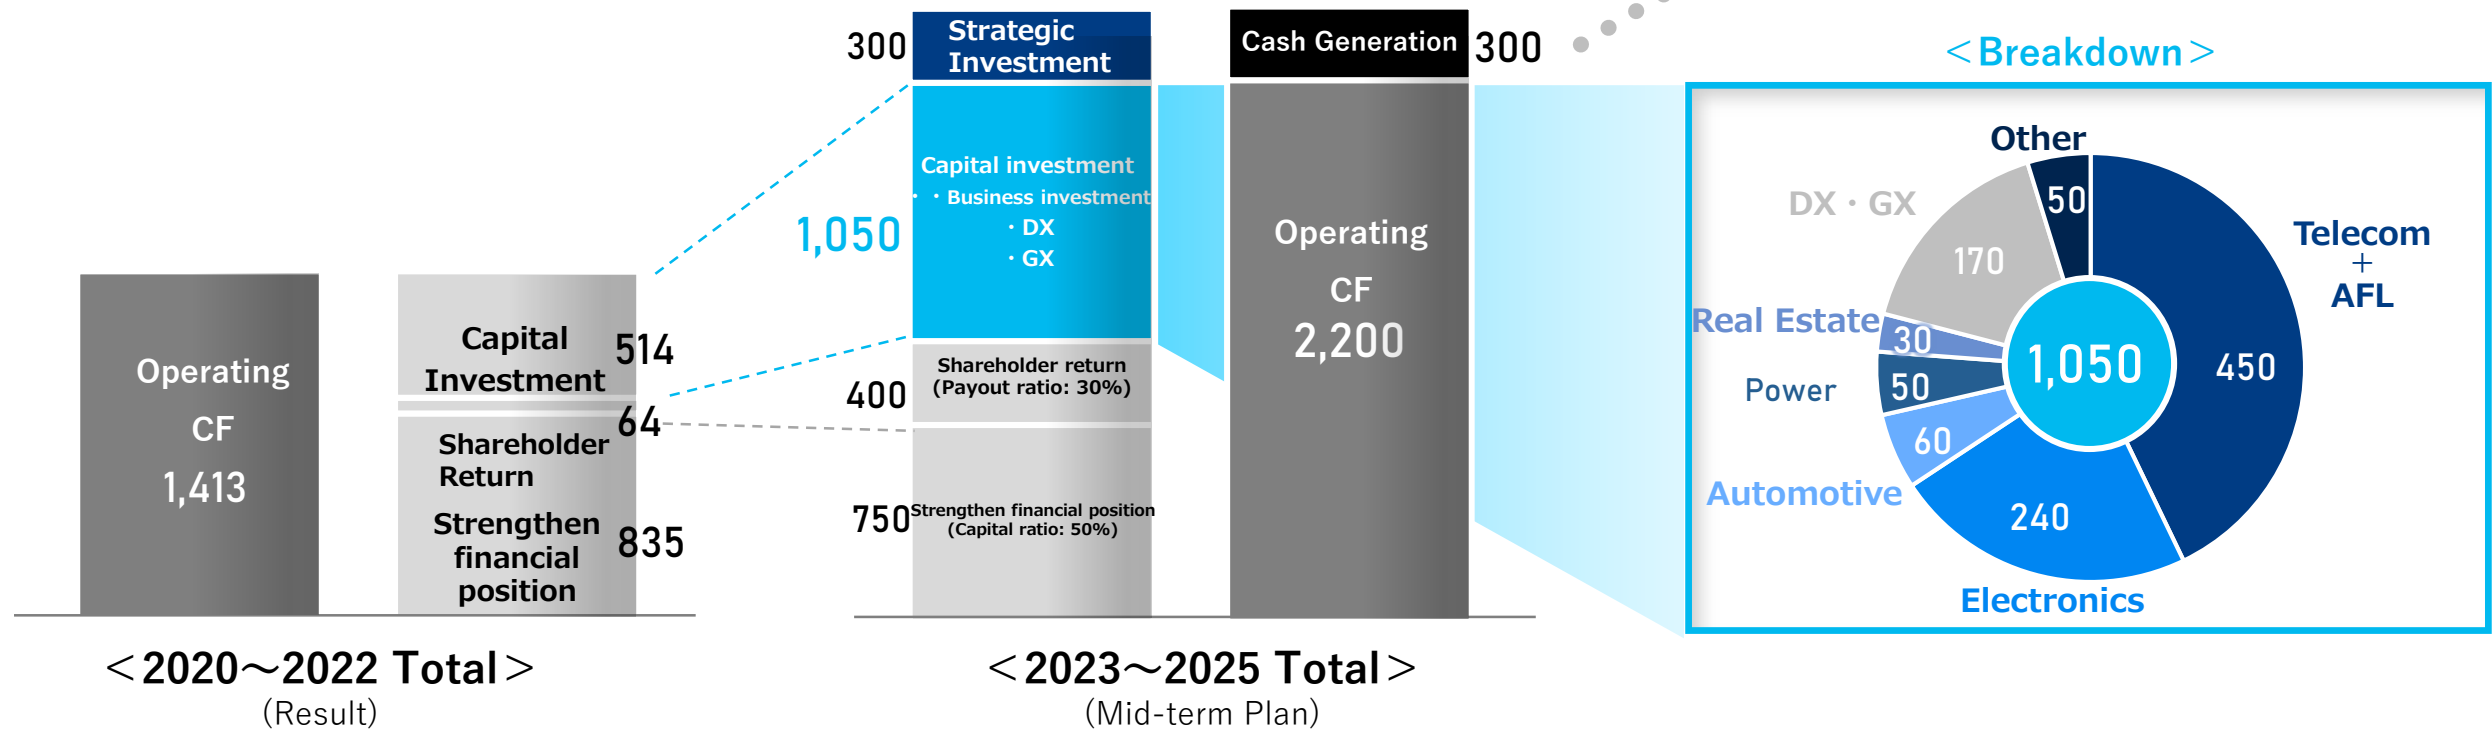 Operating
CF
1,413
Capital
Investment
514
64
Shareholder
Return
Strengthen
financial
position
835
＜2020～2022 Total＞
(Result)
300
Strategic
Investment
1,050
Capital investment
・ ・Business investment
・DX
・GX
400
Shareholder return
(Payout ratio: 30%)
750
Strengthen financial position
(Capital ratio: 50%)
Cash Generation
300
Operating
CF
2,200
＜2023～2025 Total＞
(Mid-term Plan)
＜Breakdown＞
Other
50
DX・GX
170
Real Estate
30
Power
50
Automotive
60
Electronics
240
Telecom
＋
AFL
450
1,050